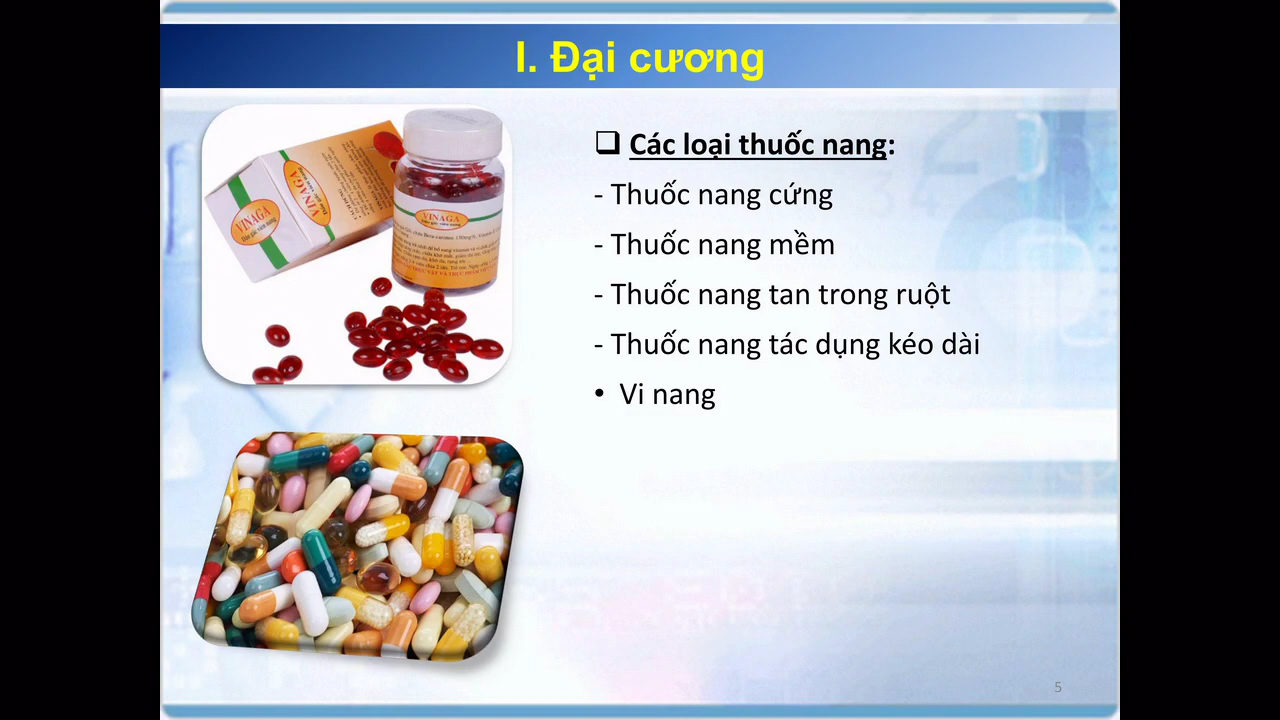 I. Đại cương
❑ Các loại thuốc nang:
- Thuốc nang cứng
- Thuốc nang mềm
- Thuốc nang tan trong ruột
- Thuốc nang tác dụng kéo dài
• Vi nang
VINAGA
VINAGA
VINAGA
5